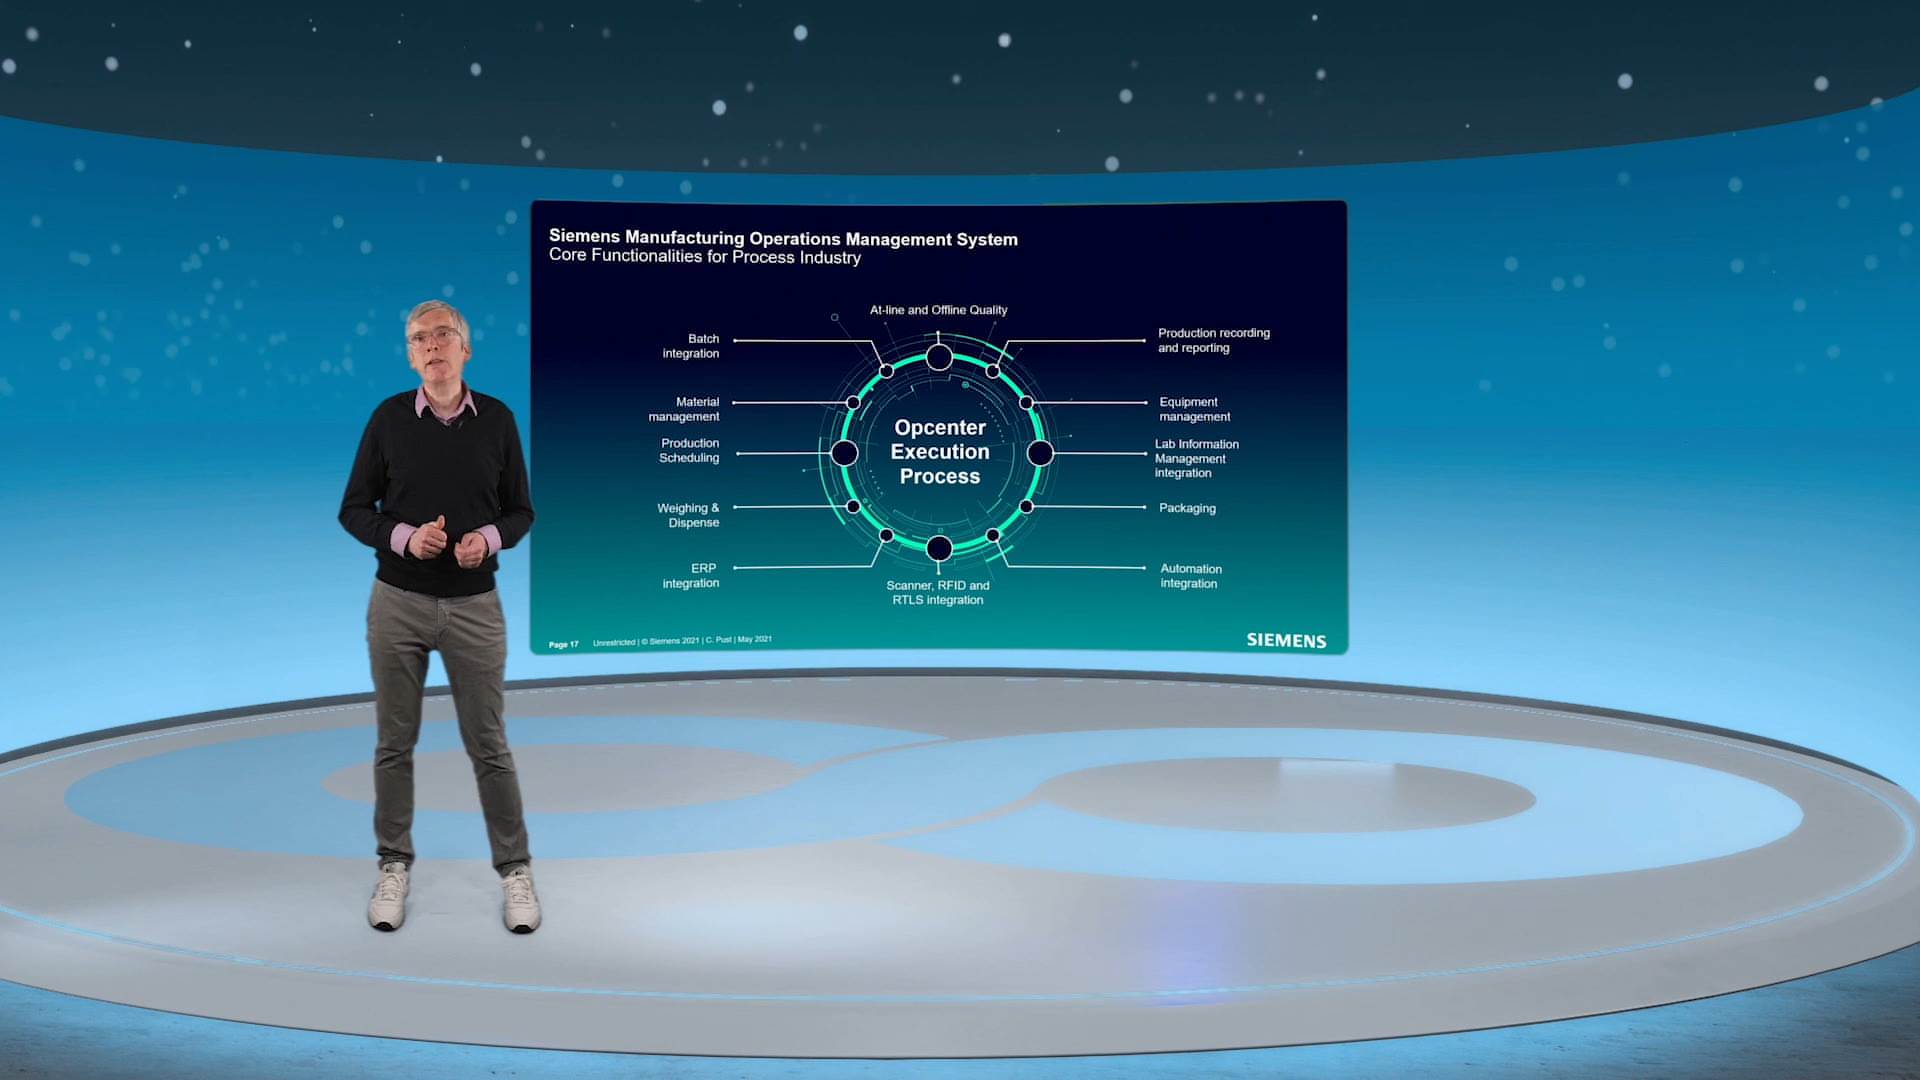 Siemens Manufacturing Operations Management System
Core Functionalities for Process Industry
At-line and Offline Quality
Batch
integration
Production recording
and reporting
Material
management
Equipment
management
Production
Scheduling
Opcenter
Execution
Process
Lab Information
Management
integration
Weighing &
Dispense
Packaging
ERP
integration
Scanner, RFID and
RTLS integration
Automation
integration
Page 17
Unrestricted | © Siemens 2021 | C. Pust | May 2021
SIEMENS